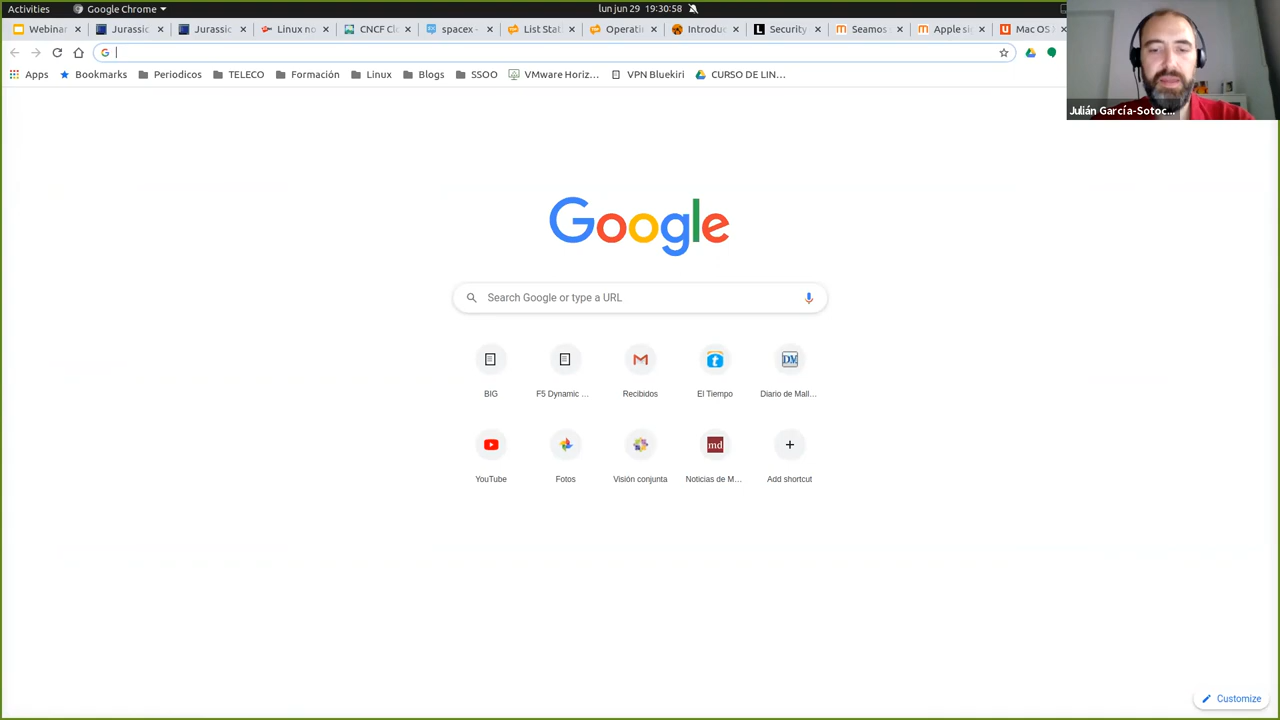 Activities Google Chrome lun jun 29 19:30:58
Webinar Jurassic Jurassic Linux no CNCF Cl spacex - List Stat Operatin Introduc Security Seamos Apple si Mac OS
Apps Bookmarks Periodicos TELECO Formación Linux Blogs SSOO VMware Horiz... VPN Bluekiri CURSO DE LIN...
Julián García-Sotoc...
Google
Search Google or type a URL
BIG F5 Dynamic ... Recibidos El Tiempo Diario de Mall...
YouTube Fotos Visión conjunta Noticias de M... Add shortcut
Customize